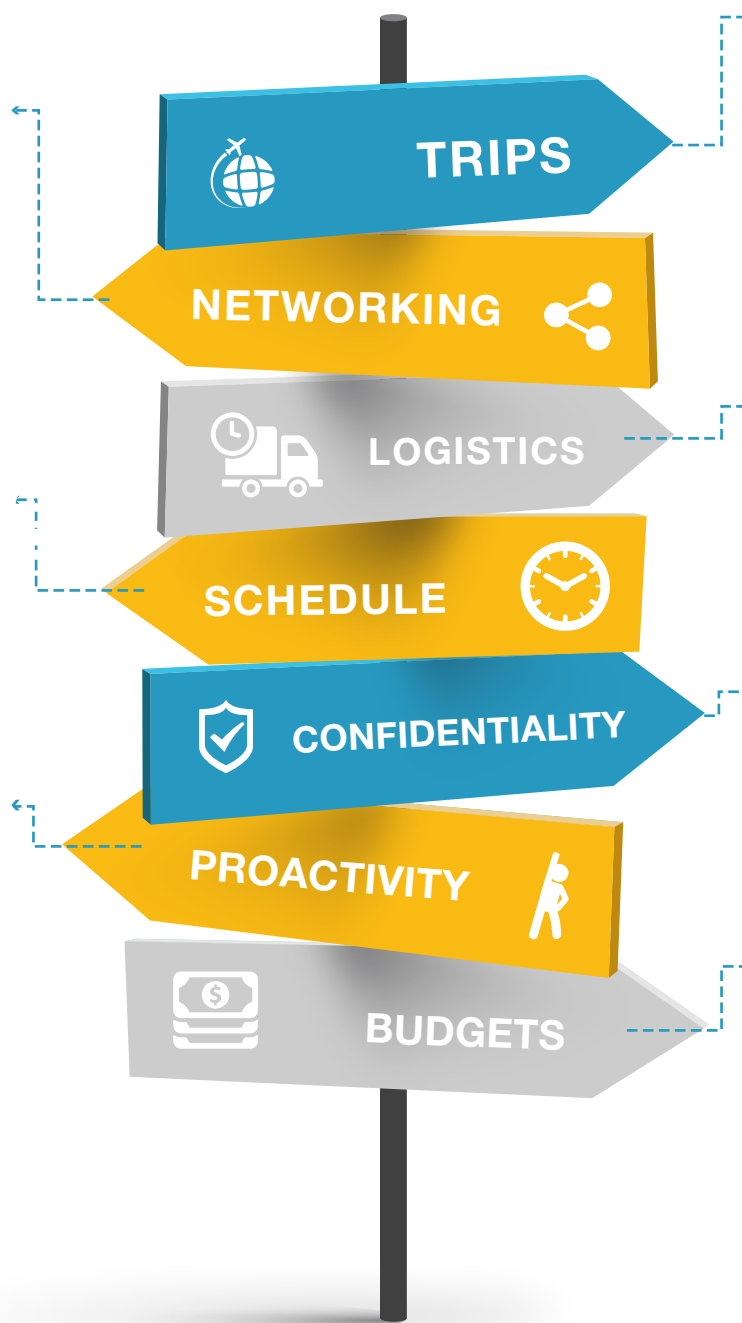 TRIPS
NETWORKING
LOGISTICS
SCHEDULE
CONFIDENTIALITY
PROACTIVITY
BUDGETS